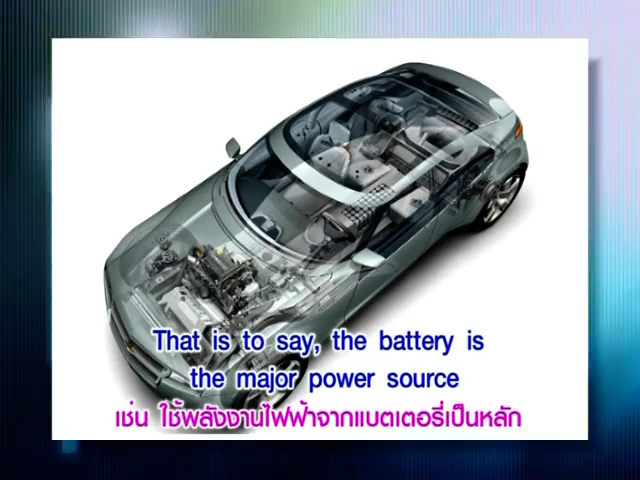 That is to say, the battery is
the major power source
เช่น ใช้พลังงานไฟฟ้าจากแบตเตอรี่เป็นหลัก